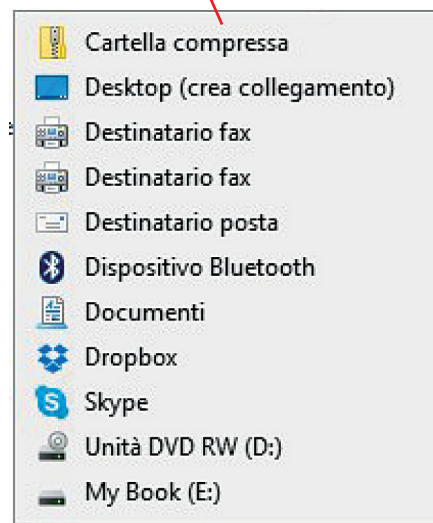 Cartella compressa
Desktop (crea collegamento)
Destinatario fax
Destinatario fax
Destinatario posta
Dispositivo Bluetooth
Documenti
Dropbox
Skype
Unità DVD RW (D:)
My Book (E:)